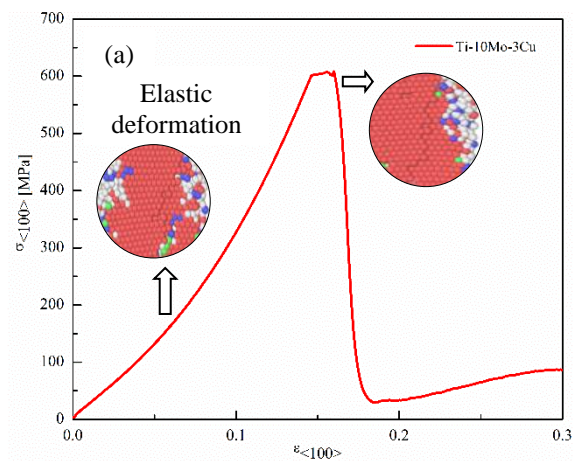 (a)
Ti-10Mo-3Cu
Elastic
deformation
σ<100> [MPa]
700
600
500
400
300
200
100
0
0.0
0.1
0.2
0.3
ε<100>